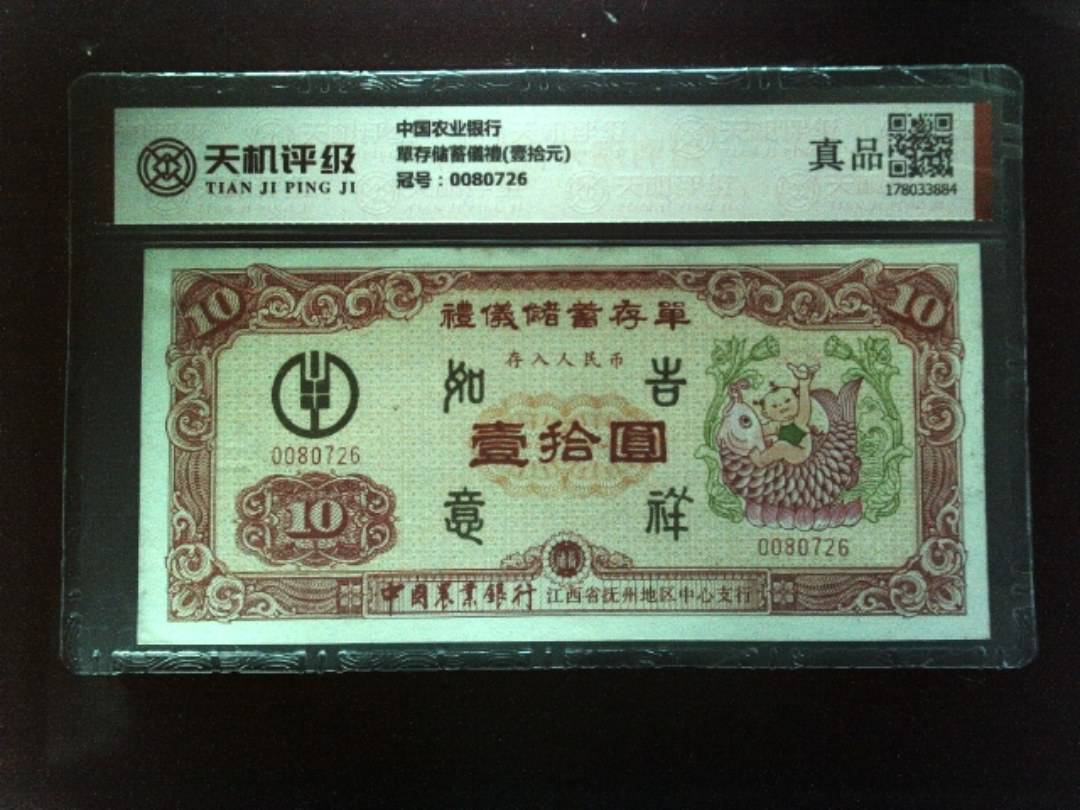 天机评级
TIAN JI PING JI
中国农业银行
單存儲蓄儀禮(壹拾元)
冠号：0080726
真品
178033884
10
10
禮儀儲蓄存單
存入人民币
如
吉
壹拾圓
0080726
意
祥
10
0080726
中国農業銀行 江西省抚州地区中心支行